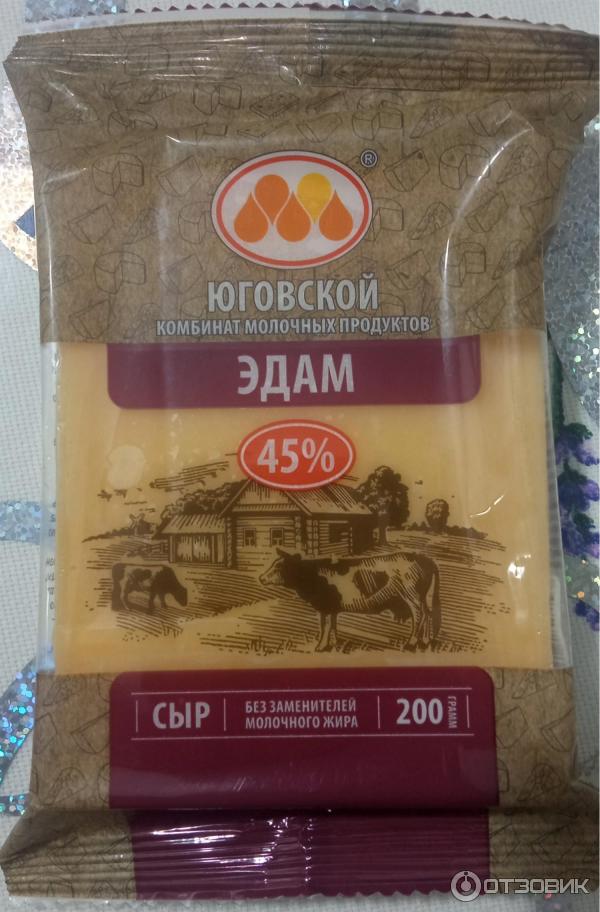 ®
ЮГОВСКОЙ
КОМБИНАТ МОЛОЧНЫХ ПРОДУКТОВ
ЭДАМ
45%
СЫР
БЕЗ ЗАМЕНИТЕЛЕЙ
МОЛОЧНОГО ЖИРА
200 ГРАММ
ОТЗОВИК